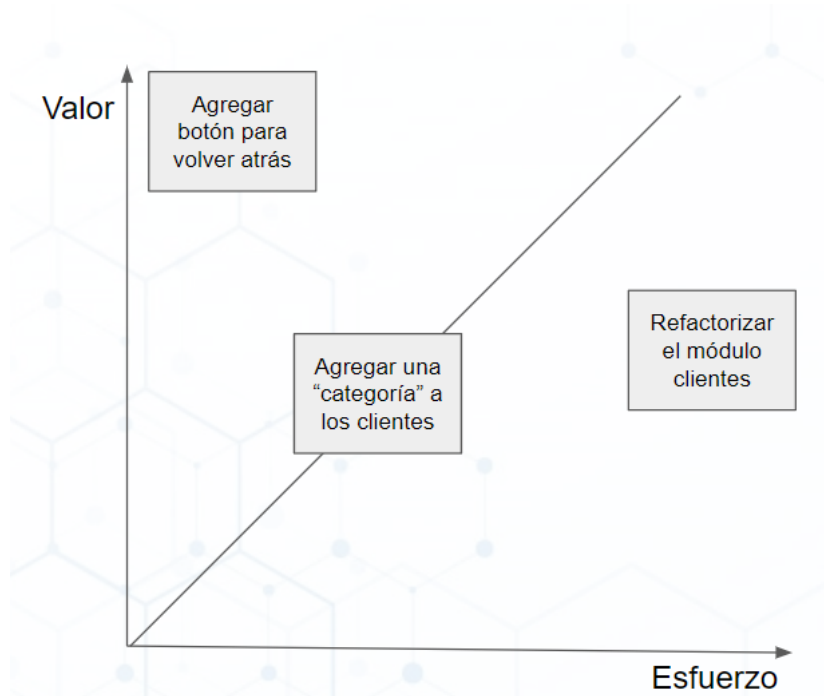 Valor
Agregar
botón para
volver atrás
Agregar una
“categoría” a
los clientes
Refactorizar
el módulo
clientes
Esfuerzo